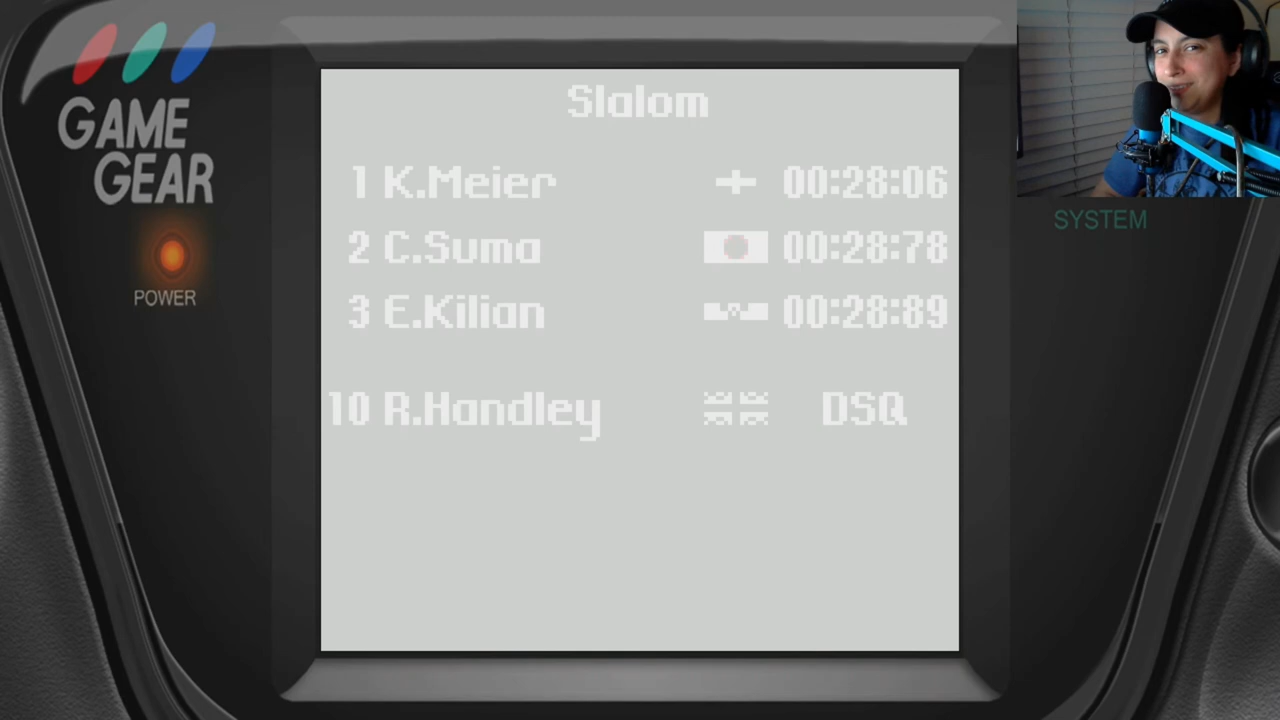 GAME
GEAR
POWER
SYSTEM
Slalom
1 K.Meier 00:28:06
2 C.Suma 00:28:78
3 E.Kilian 00:28:89
10 R.Handley DSQ